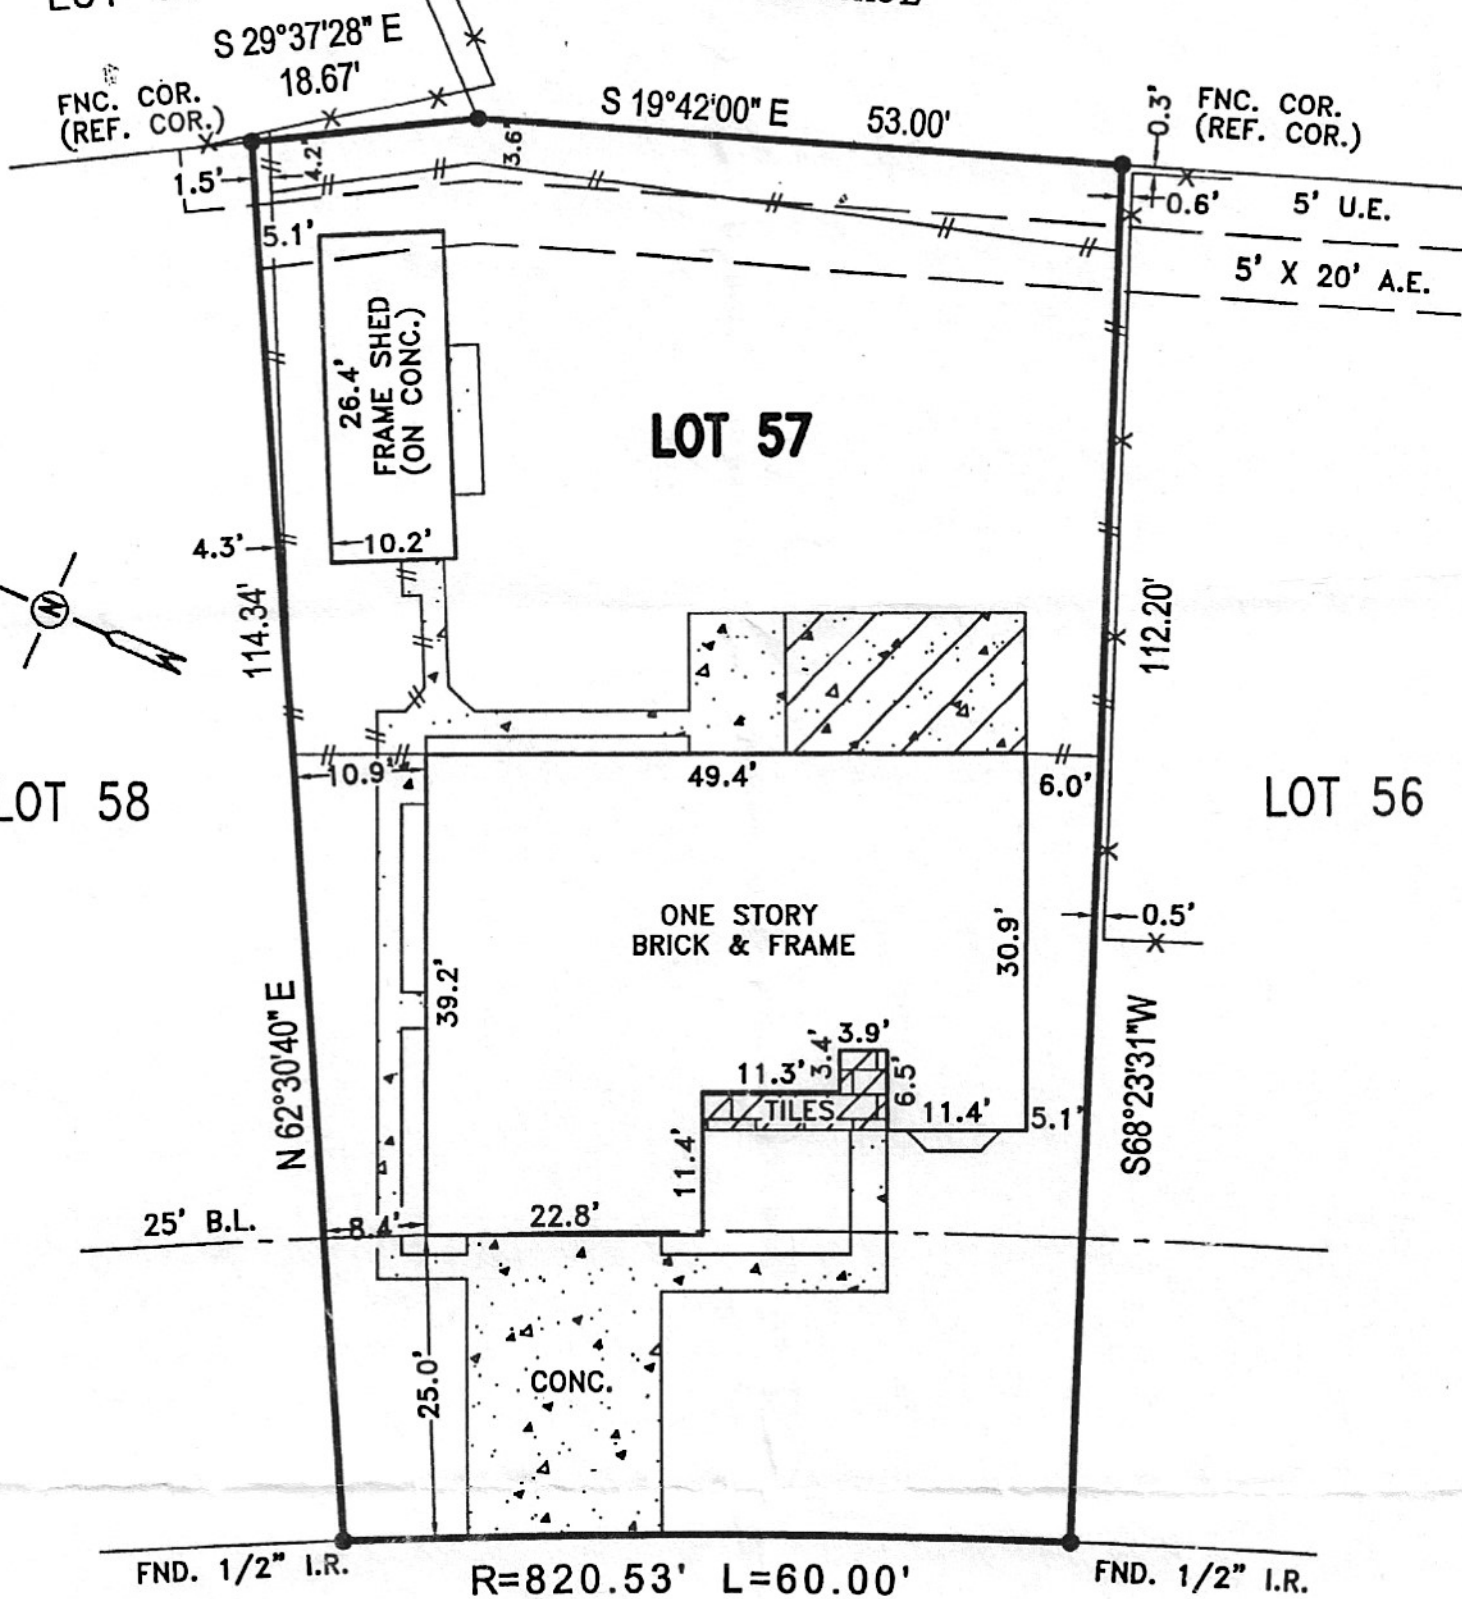 S 29°37'28" E
18.67'
FNC. COR.
(REF. COR.)
S 19°42'00" E
53.00'
0.3'
FNC. COR.
(REF. COR.)
1.5'
4.2'
3.6'
0.6'
5' U.E.
5.1'
5' X 20' A.E.
26.4'
FRAME SHED
(ON CONC.)
LOT 57
10.2'
4.3'
114.34'
112.20'
N
10.9'
49.4'
6.0'
LOT 58
LOT 56
ONE STORY
BRICK & FRAME
30.9'
0.5'
39.2'
N 62°30'40" E
S68°23'31"W
3.9'
3.4'
11.3'
6.5'
TILES
11.4'
5.1'
11.4'
25' B.L.
8.4'
22.8'
25.0'
CONC.
FND. 1/2" I.R.
R=820.53' L=60.00'
FND. 1/2" I.R.